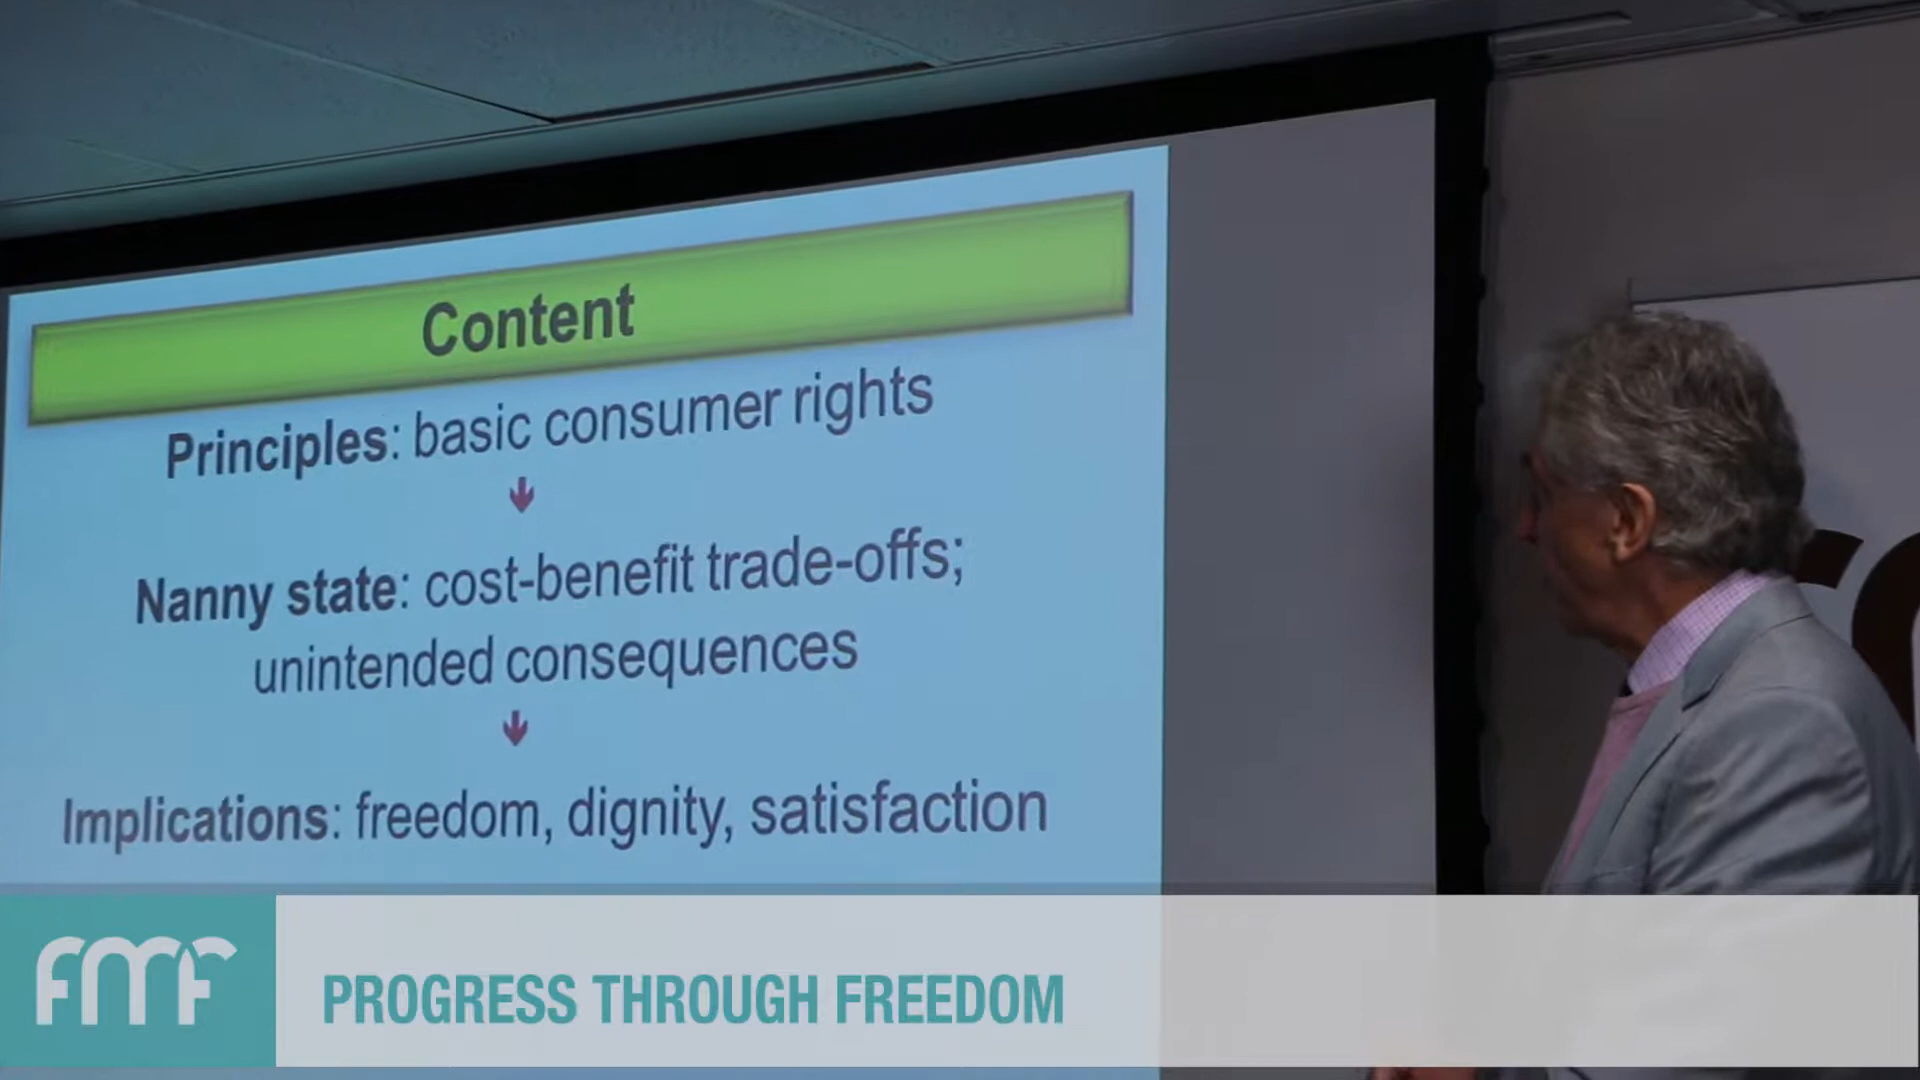 Content
Principles: basic consumer rights
Nanny state: cost-benefit trade-offs;
unintended consequences
Implications: freedom, dignity, satisfaction
FMF
PROGRESS THROUGH FREEDOM